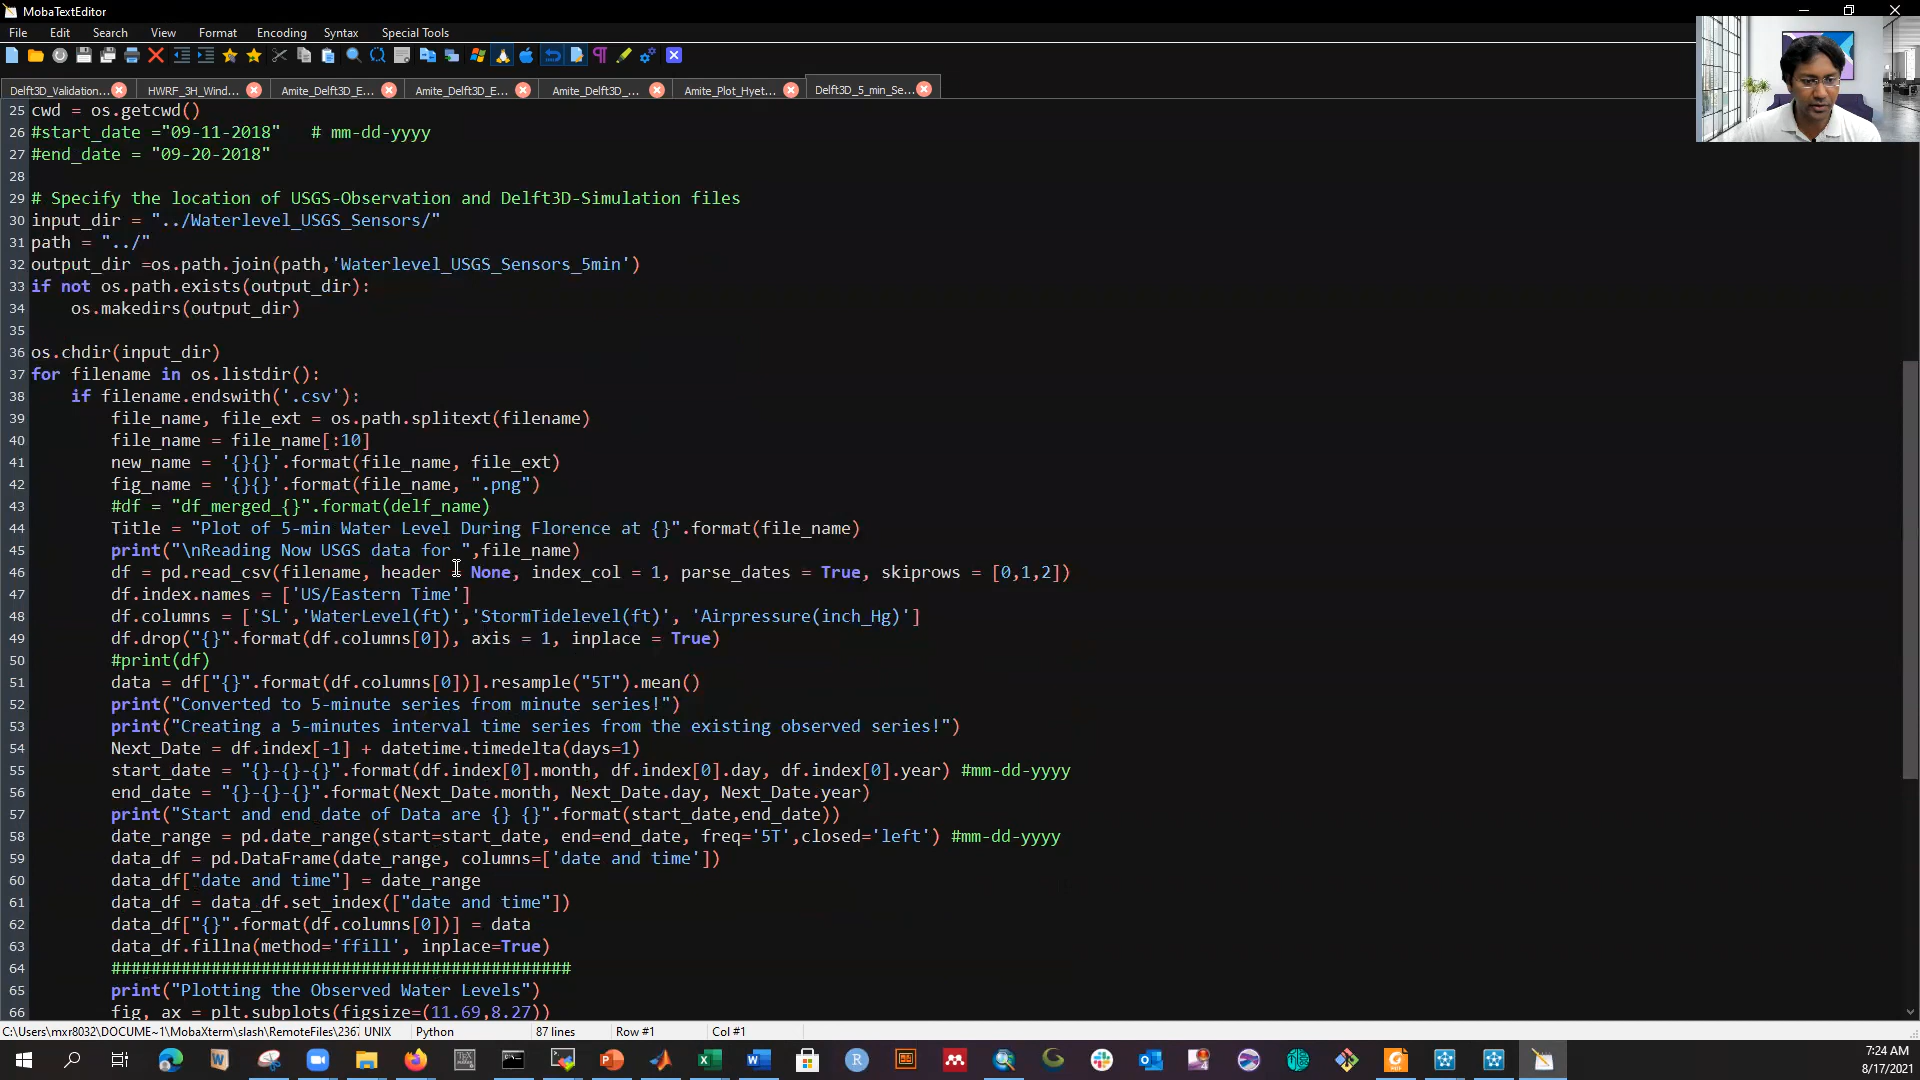 MobaTextEditor
File Edit Search View Format Encoding Syntax Special Tools
Delft3D_Validation... HWRF_3H_Wind... Amite_Delft3D_E... Amite_Delft3D_E... Amite_Delft3D_... Amite_Plot_Hyet... Delft3D_5_min_Se...
25 cwd = os.getcwd()
26 #start_date ="09-11-2018"   # mm-dd-yyyy
27 #end_date = "09-20-2018"
28
29 # Specify the location of USGS-Observation and Delft3D-Simulation files
30 input_dir = "../Waterlevel_USGS_Sensors/"
31 path = "../"
32 output_dir =os.path.join(path,'Waterlevel_USGS_Sensors_5min')
33 if not os.path.exists(output_dir):
34     os.makedirs(output_dir)
35
36 os.chdir(input_dir)
37 for filename in os.listdir():
38     if filename.endswith('.csv'):
39         file_name, file_ext = os.path.splitext(filename)
40         file_name = file_name[:10]
41         new_name = '{}{}'.format(file_name, file_ext)
42         fig_name = '{}{}'.format(file_name, ".png")
43         #df = "df_merged_{}".format(delf_name)
44         Title = "Plot of 5-min Water Level During Florence at {}".format(file_name)
45         print("\nReading Now USGS data for ",file_name)
46         df = pd.read_csv(filename, header = None, index_col = 1, parse_dates = True, skiprows = [0,1,2])
47         df.index.names = ['US/Eastern Time']
48         df.columns = ['SL','WaterLevel(ft)','StormTidelevel(ft)', 'Airpressure(inch_Hg)']
49         df.drop("{}".format(df.columns[0]), axis = 1, inplace = True)
50         #print(df)
51         data = df["{}".format(df.columns[0])].resample("5T").mean()
52         print("Converted to 5-minute series from minute series!")
53         print("Creating a 5-minutes interval time series from the existing observed series!")
54         Next_Date = df.index[-1] + datetime.timedelta(days=1)
55         start_date = "{}-{}-{}".format(df.index[0].month, df.index[0].day, df.index[0].year) #mm-dd-yyyy
56         end_date = "{}-{}-{}".format(Next_Date.month, Next_Date.day, Next_Date.year)
57         print("Start and end date of Data are {} {}".format(start_date,end_date))
58         date_range = pd.date_range(start=start_date, end=end_date, freq='5T',closed='left') #mm-dd-yyyy
59         data_df = pd.DataFrame(date_range, columns=['date and time'])
60         data_df["date and time"] = date_range
61         data_df = data_df.set_index(["date and time"])
62         data_df["{}".format(df.columns[0])] = data
63         data_df.fillna(method='ffill', inplace=True)
64         ##############################################
65         print("Plotting the Observed Water Levels")
66         fig, ax = plt.subplots(figsize=(11.69,8.27))
C:\Users\mxr8032\DOCUME~1\MobaXterm\slash\RemoteFiles\2367 UNIX Python 87 lines Row #1 Col #1
7:24 AM
8/17/2021